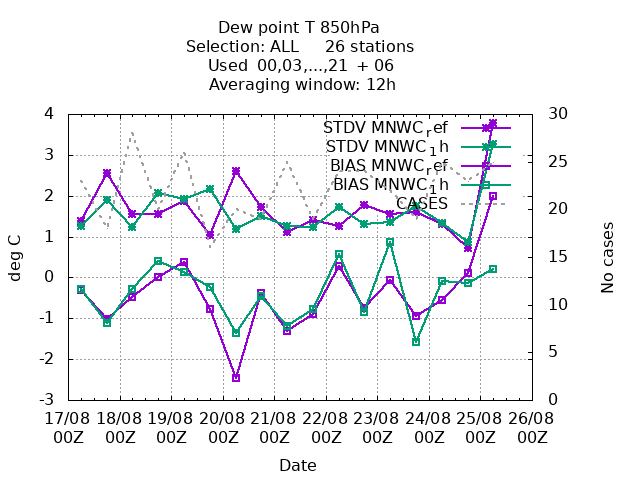 Dew point T 850hPa
Selection: ALL     26 stations
Used  00,03,...,21  + 06
Averaging window: 12h
4
3
2
1
0
-1
-2
-3
deg C
30
25
20
15
10
5
0
No cases
STDV MNWC_ref
STDV MNWC_1h
BIAS MNWC_ref
BIAS MNWC_1h
CASES
17/08 18/08 19/08 20/08 21/08 22/08 23/08 24/08 25/08 26/08
00Z 00Z 00Z 00Z 00Z 00Z 00Z 00Z 00Z 00Z
Date